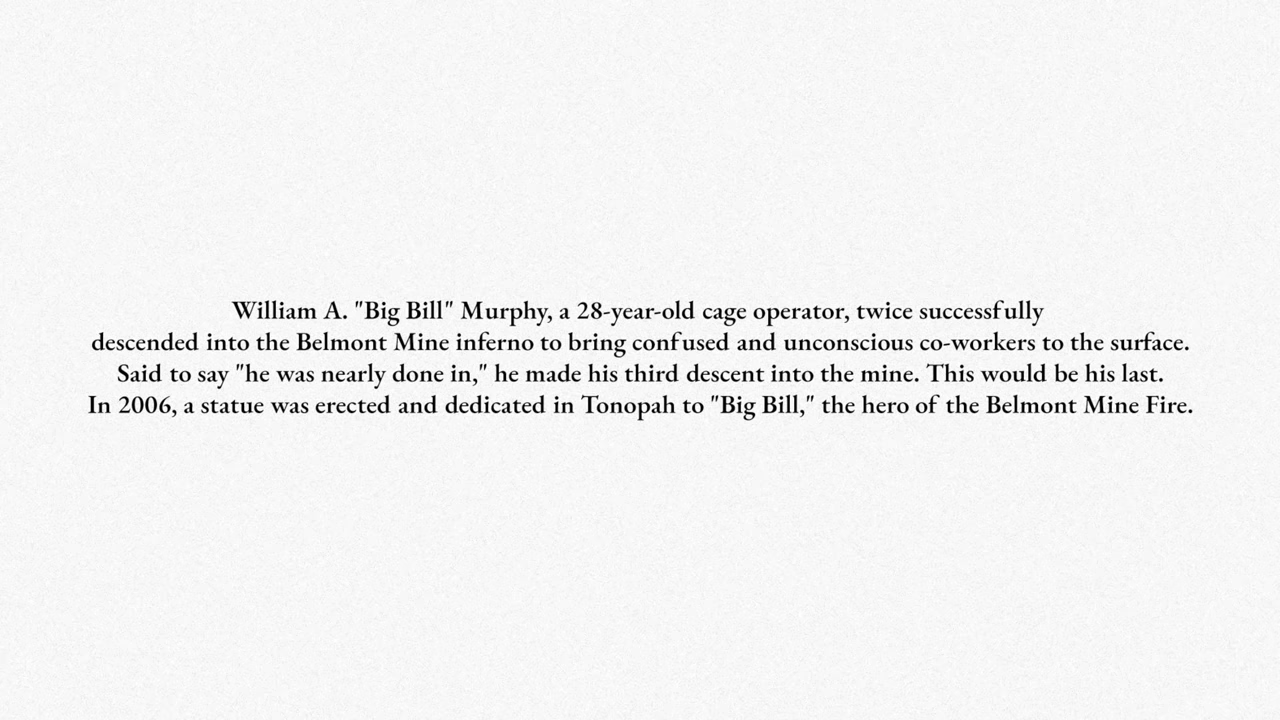 William A. "Big Bill" Murphy, a 28-year-old cage operator, twice successfully
descended into the Belmont Mine inferno to bring confused and unconscious co-workers to the surface.
Said to say "he was nearly done in," he made his third descent into the mine. This would be his last.
In 2006, a statue was erected and dedicated in Tonopah to "Big Bill," the hero of the Belmont Mine Fire.